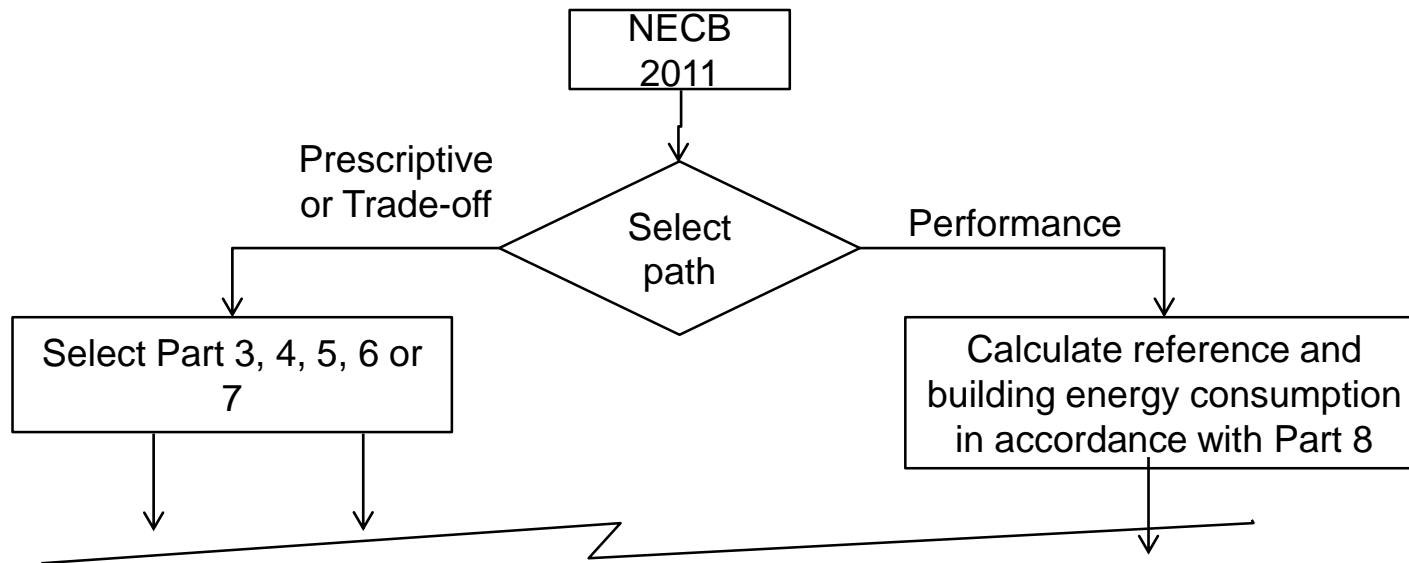 NECB
2011
Prescriptive
or Trade-off
Select
path
Performance
Select Part 3, 4, 5, 6 or
7
Calculate reference and
building energy consumption
in accordance with Part 8